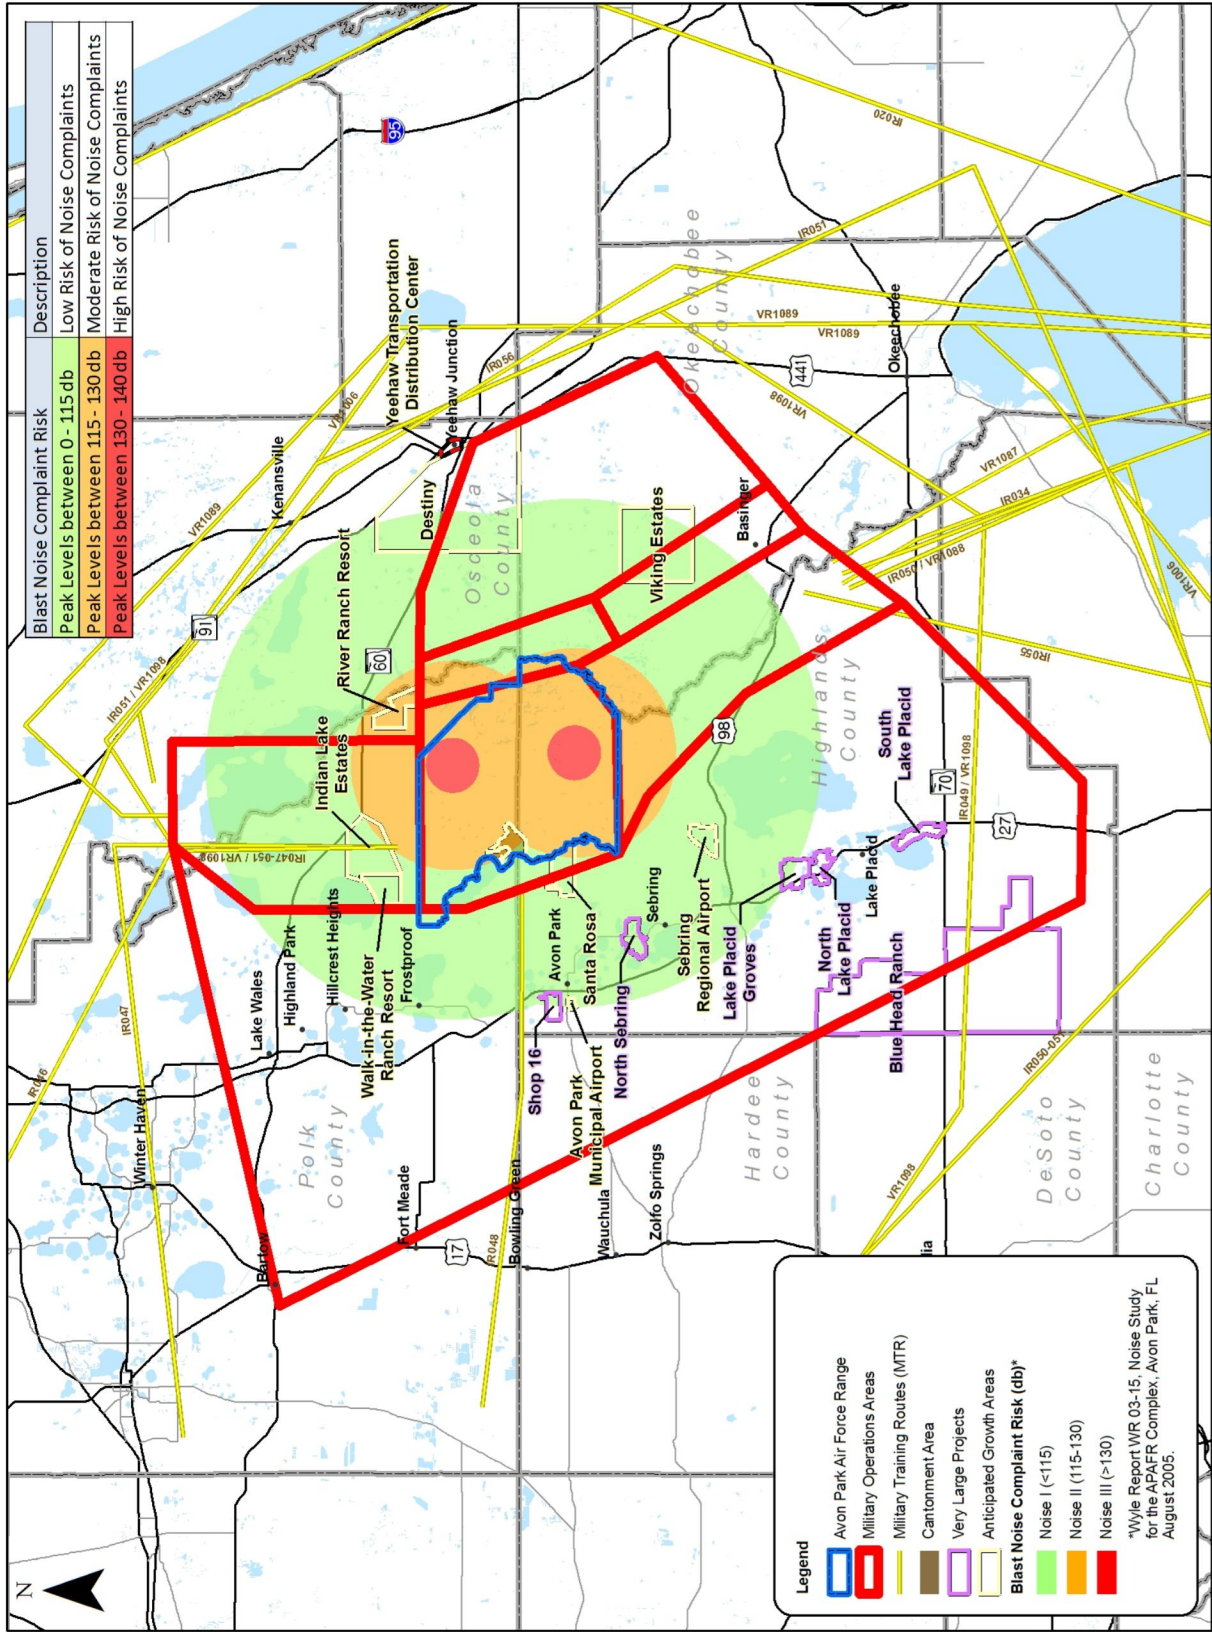 Blast Noise Complaint Risk
Description
Peak Levels between 0 - 115 db
Low Risk of Noise Complaints
Peak Levels between 115 - 130 db
Moderate Risk of Noise Complaints
Peak Levels between 130 - 140 db
High Risk of Noise Complaints
N
95
IR020
IR051
Okeechobee
County
VR1089
VR1089
Okeechobee
441
Yeehaw Transportation
Distribution Center
Yeehaw Junction
IR056
VR1006
VR1098
Kenansville
VR1089
Destiny
Osceola
County
VR1087
IR034
IR050 / VR1088
VR1006
Viking Estates
Basinger
91
River Ranch Resort
60
IR051 / VR1098
IR055
Indian Lake
Estates
98
Highlands
County
South
Lake Placid
70
IR049 / VR1098
27
IR047-051 / VR1098
Lake Placid
Hillcrest Heights
Highland Park
Lake Wales
Walk-in-the-Water
Ranch Resort
Frostproof
Avon Park
Santa Rosa
Sebring
Sebring
Regional Airport
Lake Placid
Groves
North
Lake Placid
Blue Head Ranch
IR047
IR046
Shop 16
Avon Park
Municipal Airport
North Sebring
IR050-051
Winter Haven
Polk
County
Hardee
County
DeSoto
County
Charlotte
County
Bartow
Fort Meade
17
IR048
Bowling Green
Wauchula
Zolfo Springs
VR1098
dia
Legend
Avon Park Air Force Range
Military Operations Areas
Military Training Routes (MTR)
Cantonment Area
Very Large Projects
Anticipated Growth Areas
Blast Noise Complaint Risk (db)*
Noise I (<115)
Noise II (115-130)
Noise III (>130)
*Wyle Report WR 03-15, Noise Study
for the APAFR Complex, Avon Park, FL
August 2005.